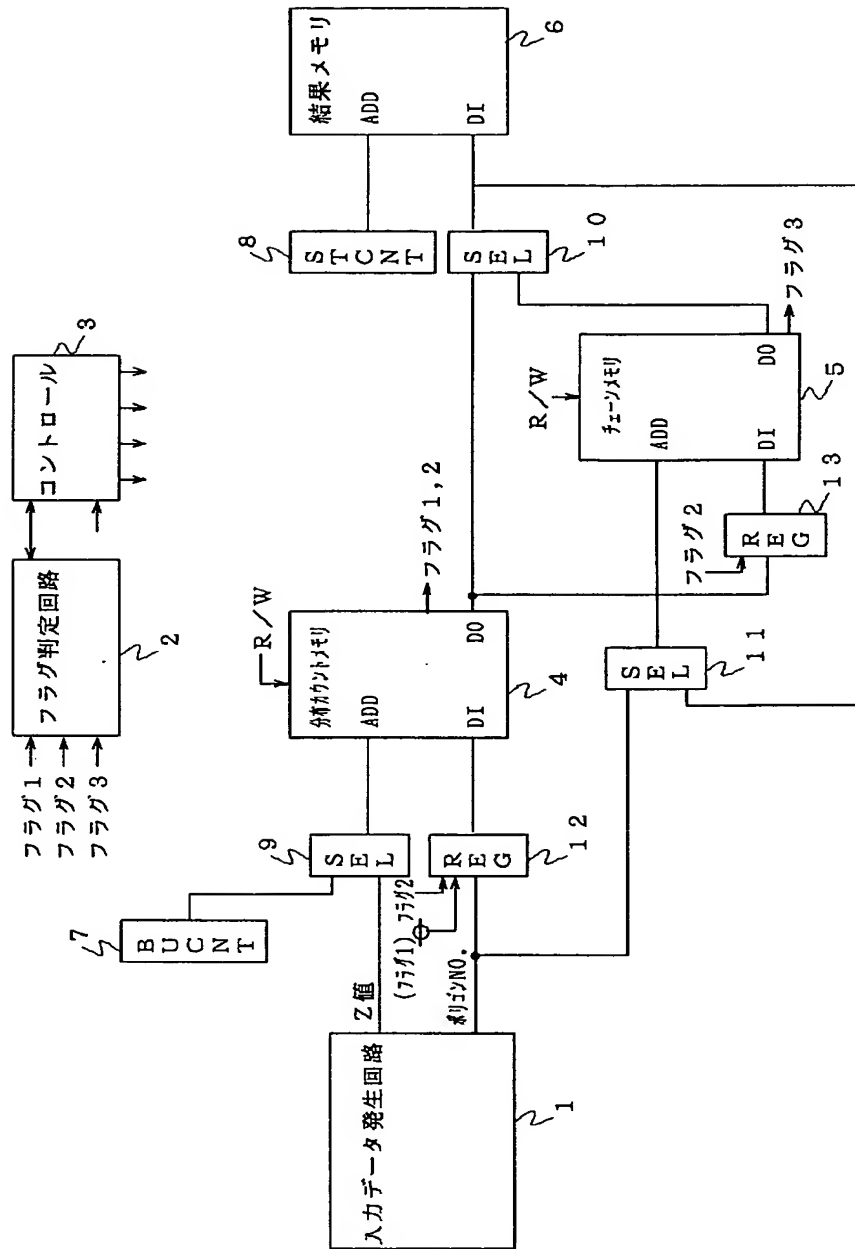 フラグ1
フラグ2
フラグ3
フラグ判定回路
2
コントロール
3
7
BUCNT
9
SEL
Z値
(フラグ1)
フラグ2
REG
12
ポリゴンNO.
入力データ発生回路
1
R/W
分布カウントメモリ
ADD
DI
DO
4
フラグ1,2
8
STCNT
SEL
10
結果メモリ
ADD
DI
6
SEL
11
フラグ2
REG
13
R/W
チェーンメモリ
ADD
DI
DO
5
フラグ3